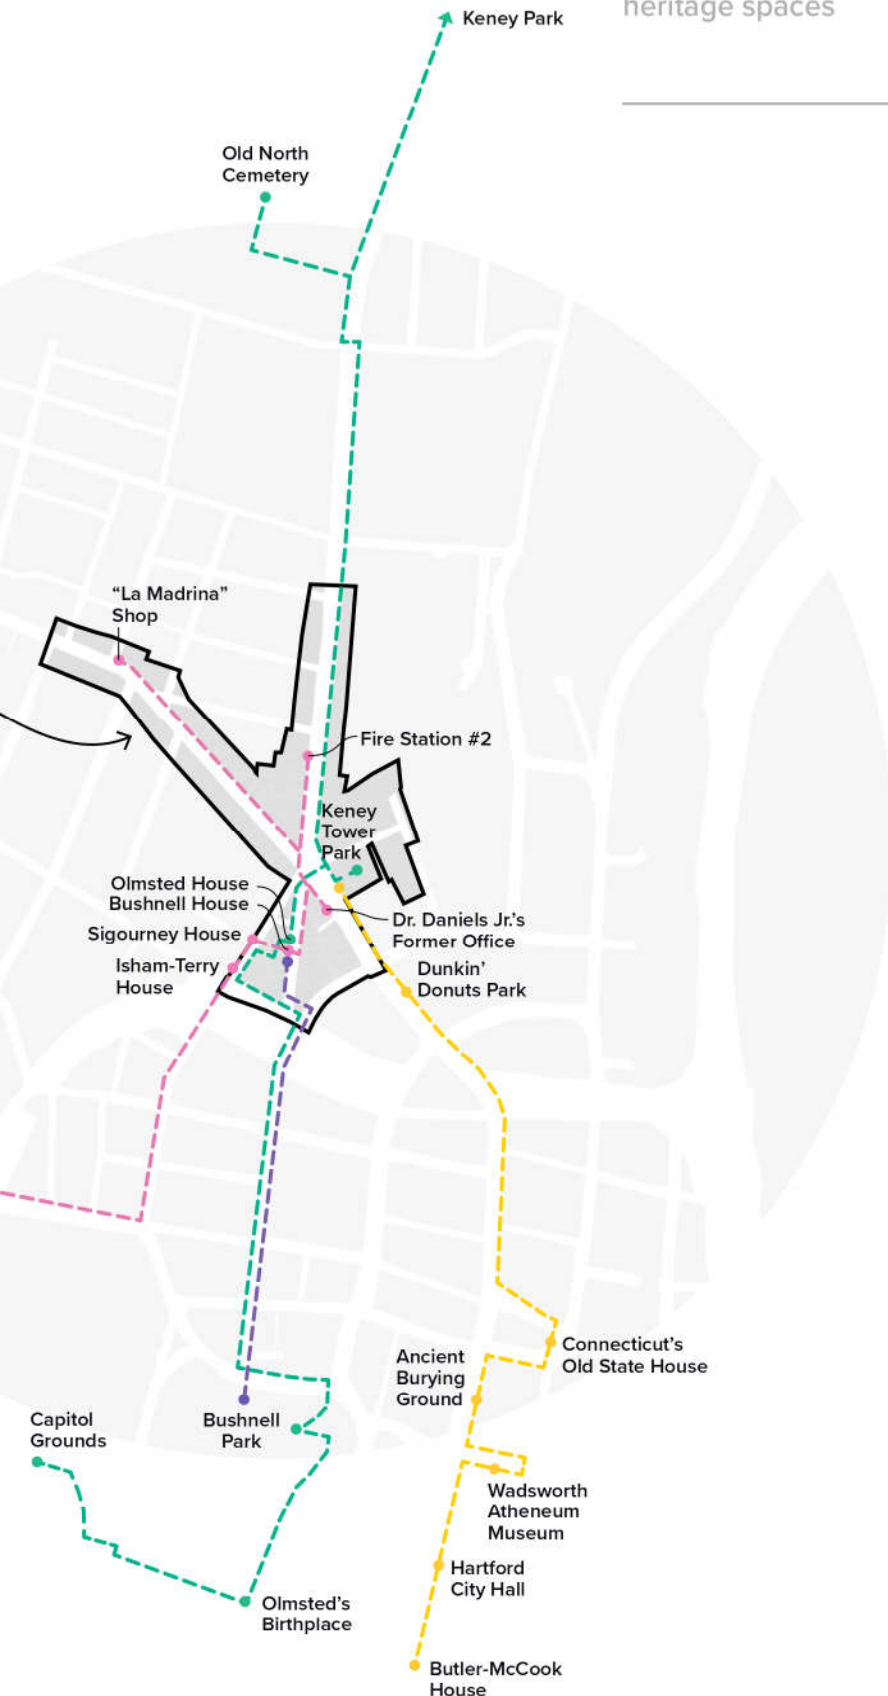 heritage spaces
Keney Park
Old North
Cemetery
“La Madrina”
Shop
Fire Station #2
Keney
Tower
Park
Olmsted House
Bushnell House
Sigourney House
Isham-Terry
House
Dr. Daniels Jr.’s
Former Office
Dunkin’
Donuts Park
Connecticut’s
Old State House
Ancient
Burying
Ground
Capitol
Grounds
Bushnell
Park
Wadsworth
Atheneum
Museum
Hartford
City Hall
Olmsted’s
Birthplace
Butler-McCook
House